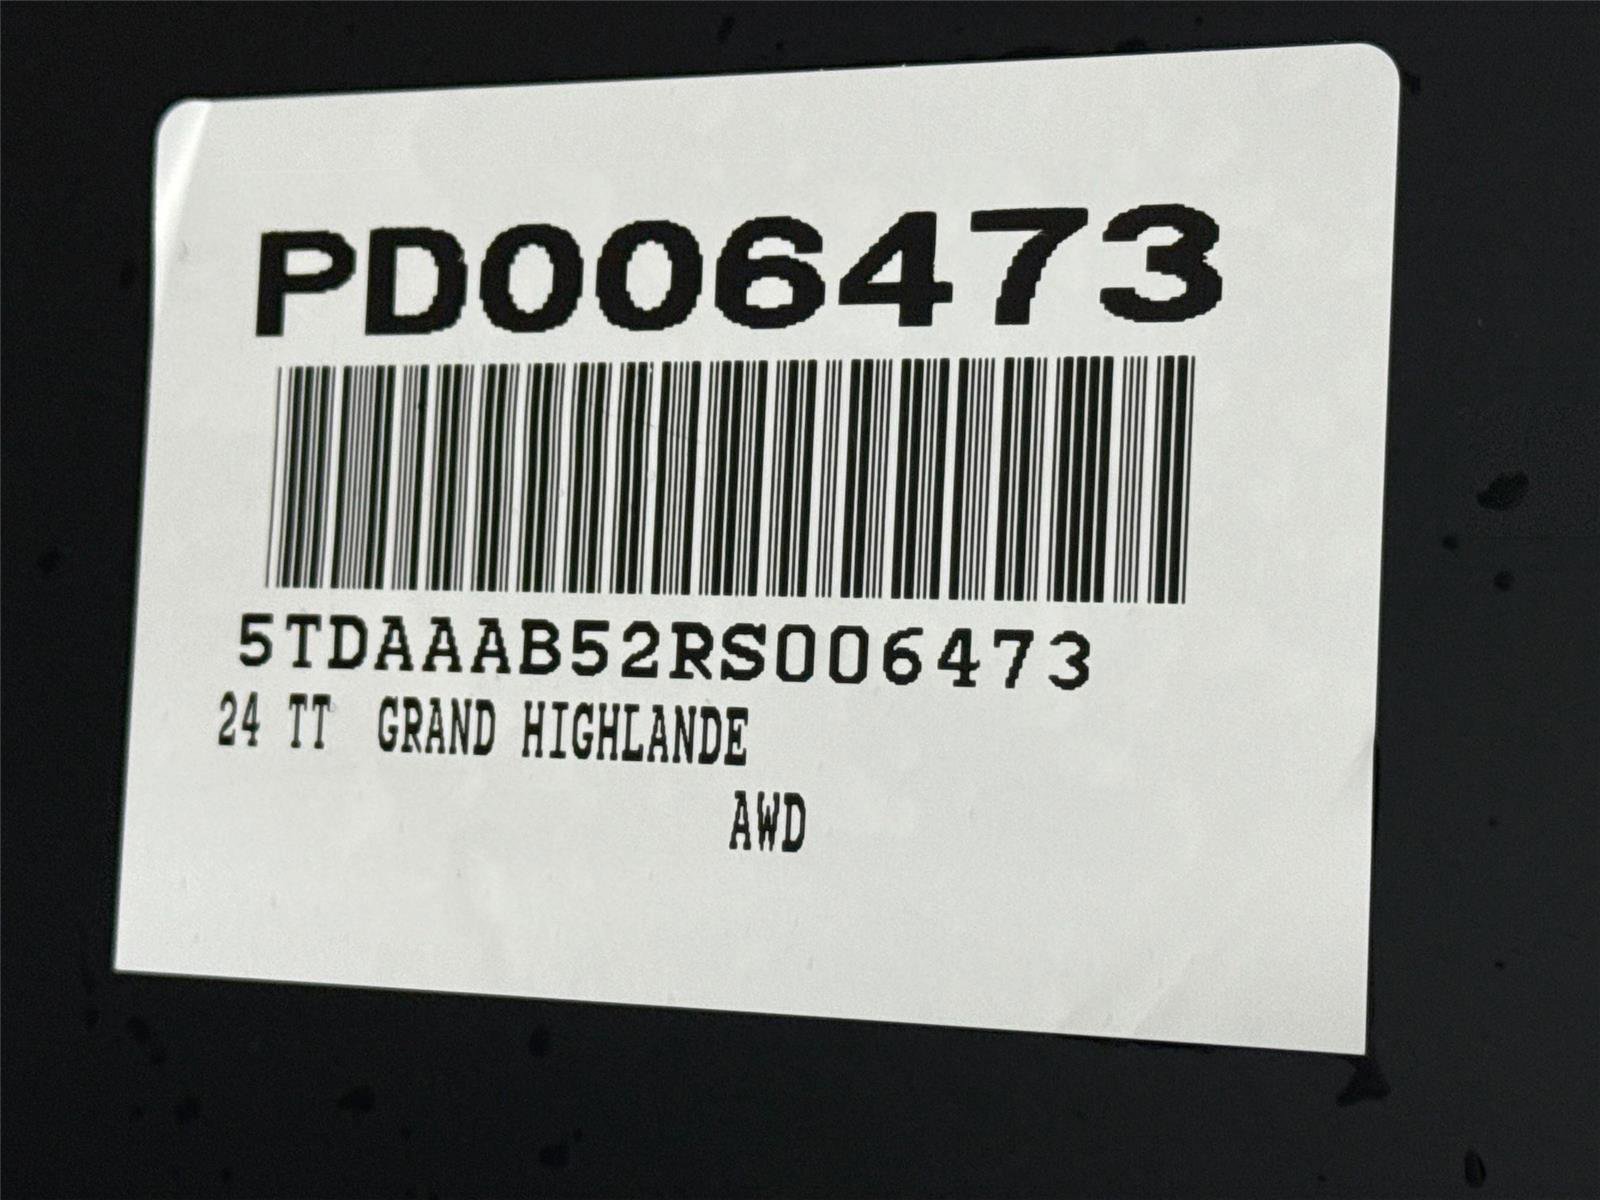 PD006473
5TDAAAB52RS006473
24 TT GRAND HIGHLANDE
AWD